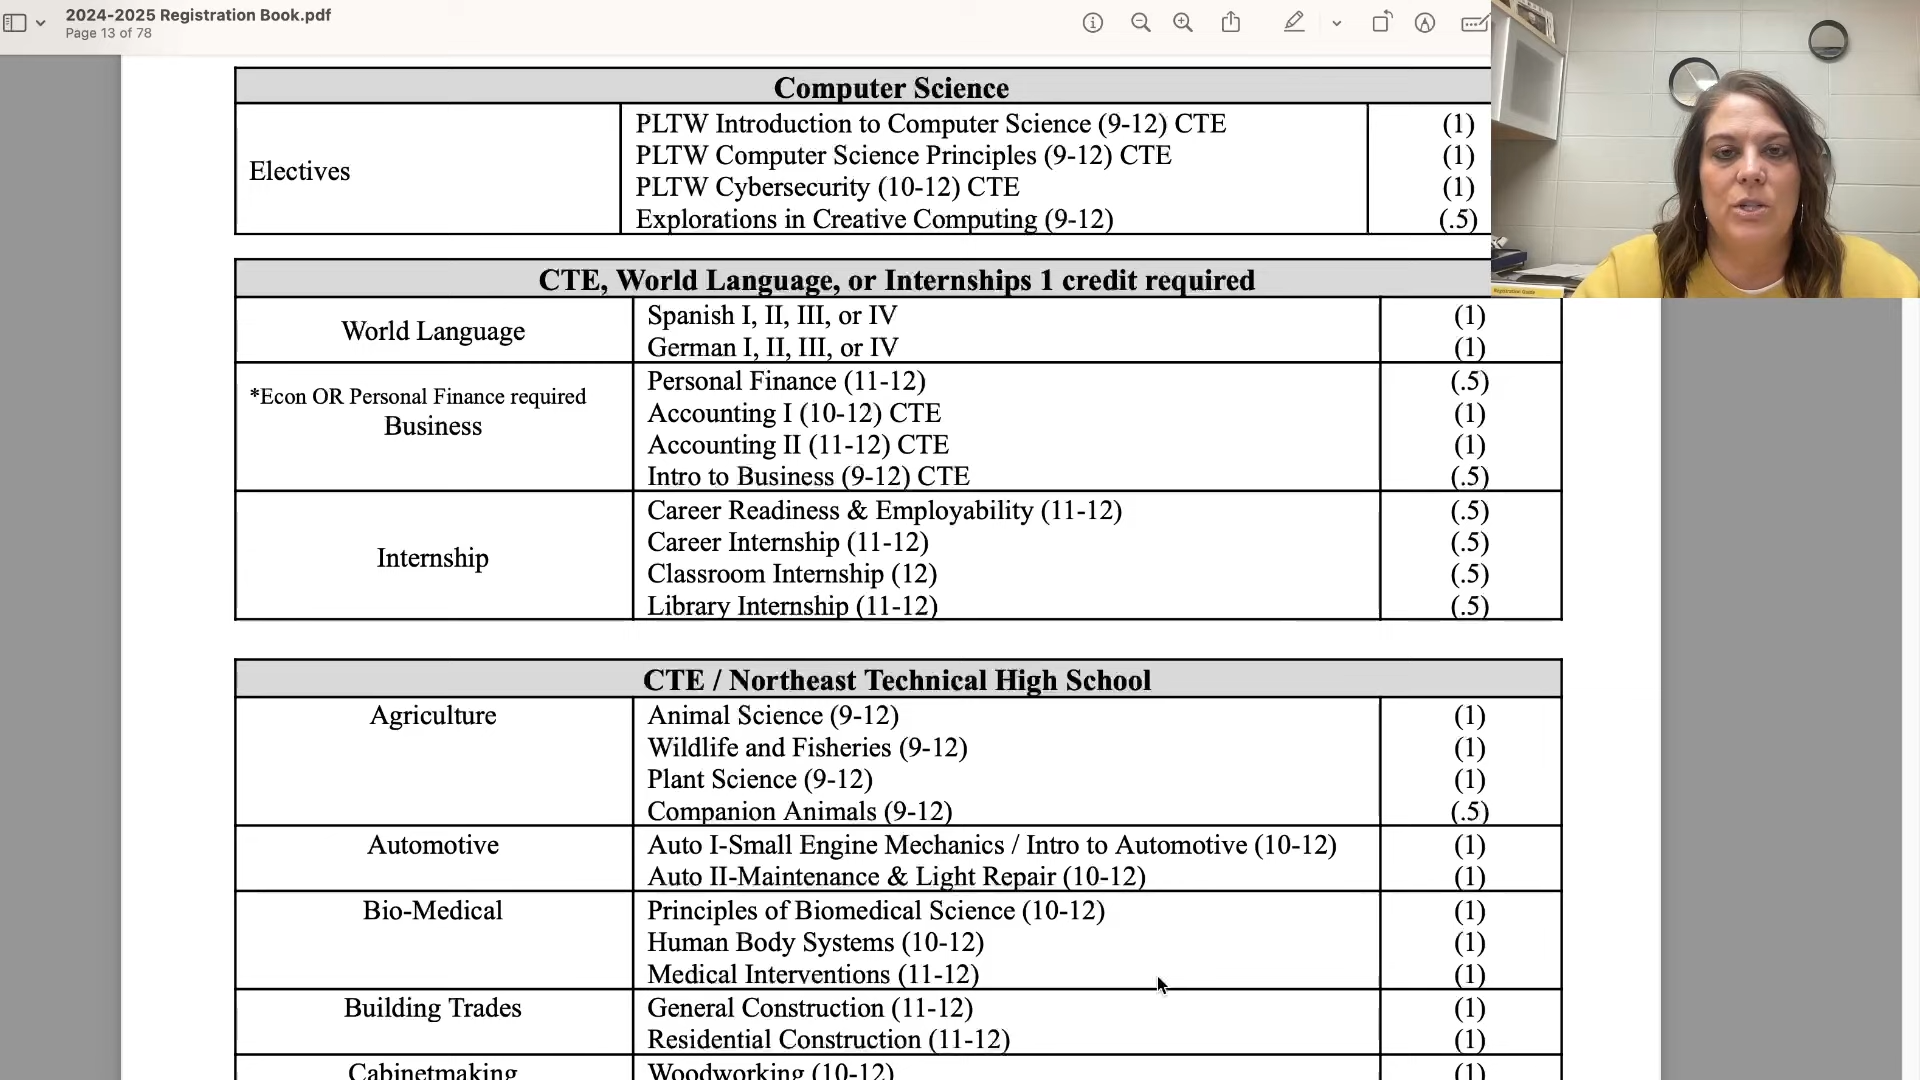 2024-2025 Registration Book.pdf
Page 13 of 78
Computer Science
Electives
PLTW Introduction to Computer Science (9-12) CTE (1)
PLTW Computer Science Principles (9-12) CTE (1)
PLTW Cybersecurity (10-12) CTE (1)
Explorations in Creative Computing (9-12) (.5)
CTE, World Language, or Internships 1 credit required
World Language
Spanish I, II, III, or IV (1)
German I, II, III, or IV (1)
*Econ OR Personal Finance required
Business
Personal Finance (11-12) (.5)
Accounting I (10-12) CTE (1)
Accounting II (11-12) CTE (1)
Intro to Business (9-12) CTE (.5)
Internship
Career Readiness & Employability (11-12) (.5)
Career Internship (11-12) (.5)
Classroom Internship (12) (.5)
Library Internship (11-12) (.5)
CTE / Northeast Technical High School
Agriculture
Animal Science (9-12) (1)
Wildlife and Fisheries (9-12) (1)
Plant Science (9-12) (1)
Companion Animals (9-12) (.5)
Automotive
Auto I-Small Engine Mechanics / Intro to Automotive (10-12) (1)
Auto II-Maintenance & Light Repair (10-12) (1)
Bio-Medical
Principles of Biomedical Science (10-12) (1)
Human Body Systems (10-12) (1)
Medical Interventions (11-12) (1)
Building Trades
General Construction (11-12) (1)
Residential Construction (11-12) (1)
Cabinetmaking
Woodworking (10-12) (1)